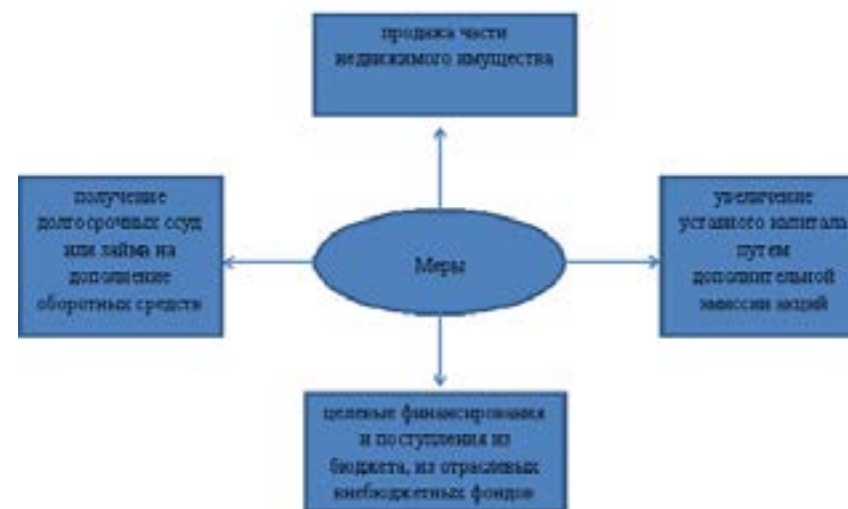 продажа части
недвижимого имущества
получение
долгосрочных ссуд
или займа на
дополнение
оборотных средств
Меры
увеличение
уставного капитала
путем
дополнительной
эмиссии акций
целевые финансирования
и поступления из
бюджета, из отраслевых
внебюджетных фондов